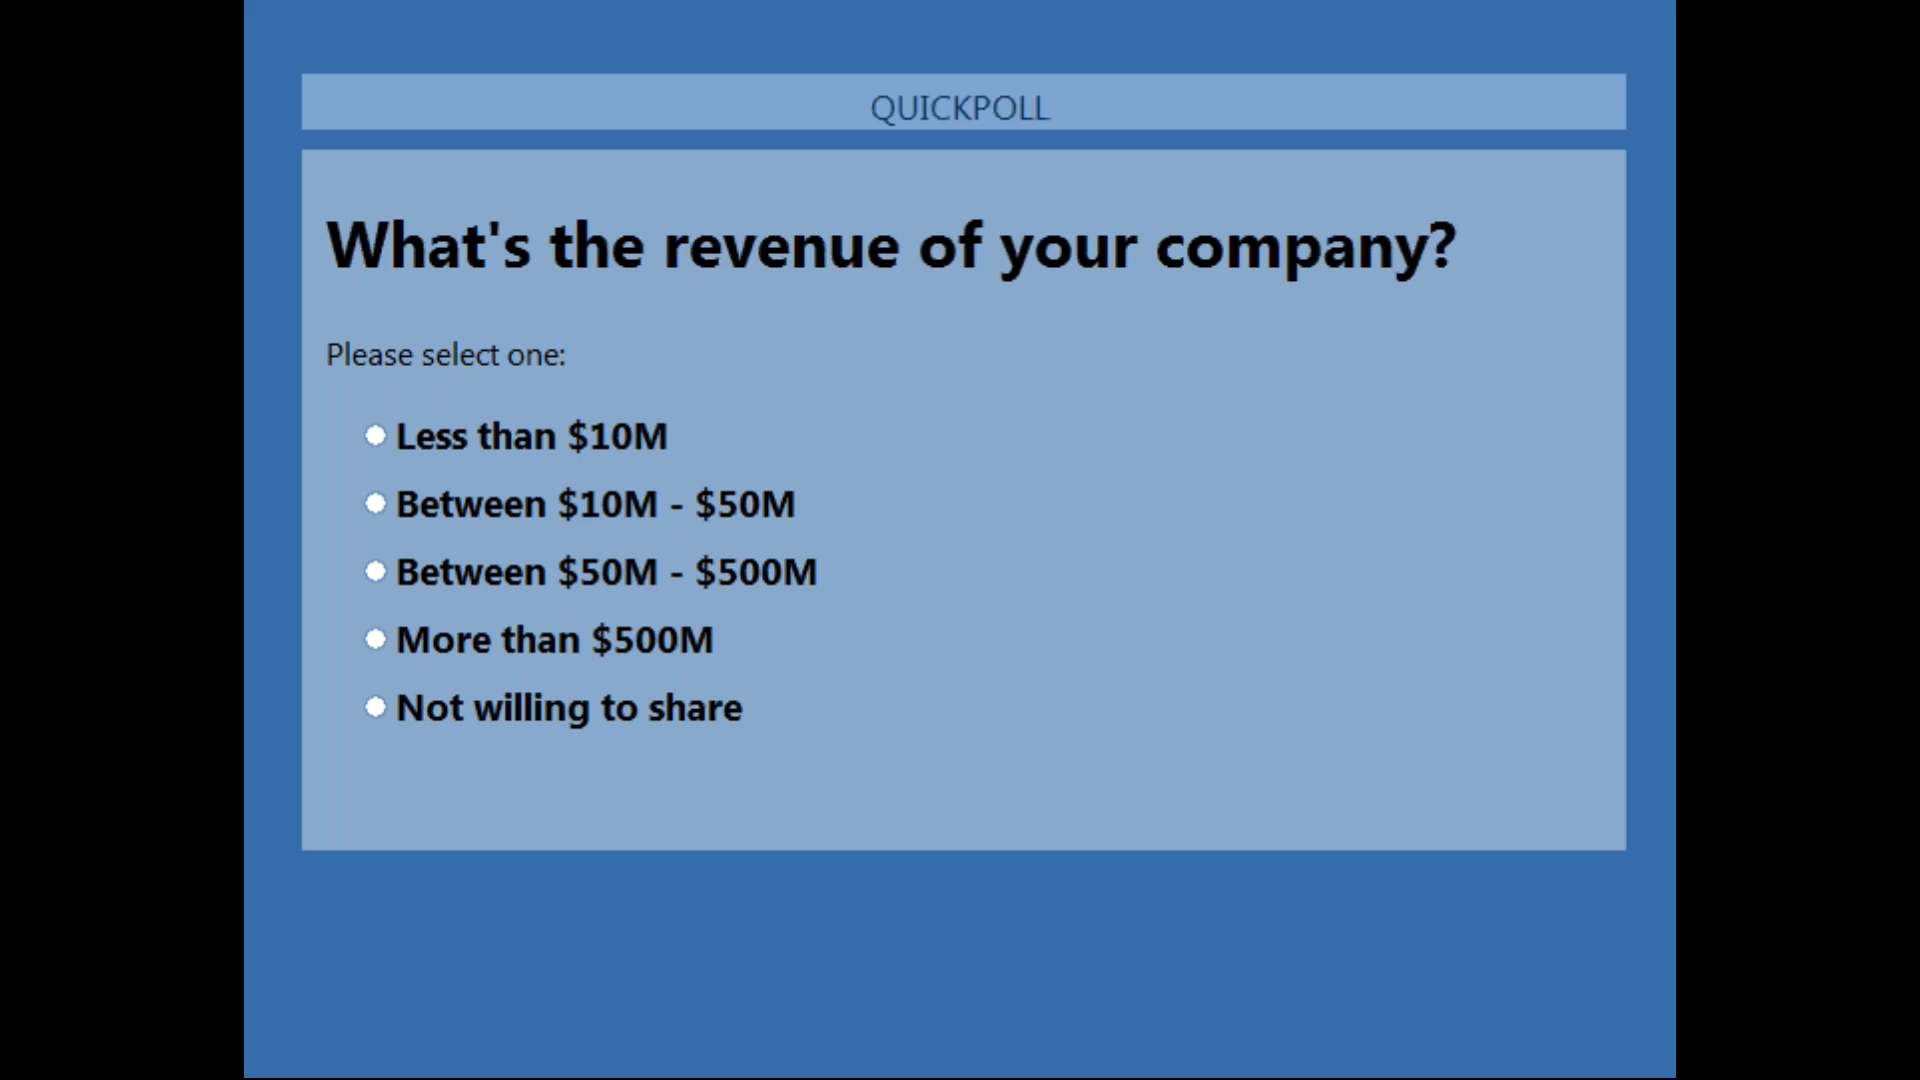 QUICKPOLL
What's the revenue of your company?
Please select one:
Less than $10M
Between $10M - $50M
Between $50M - $500M
More than $500M
Not willing to share